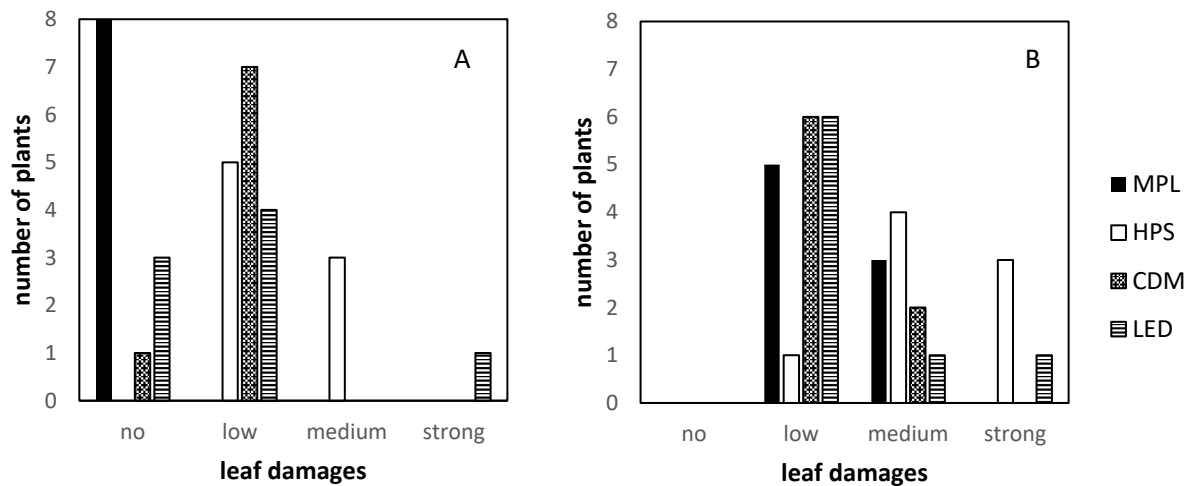 A
number of plants
8
7
6
5
4
3
2
1
0
no low medium strong
leaf damages
B
number of plants
8
7
6
5
4
3
2
1
0
no low medium strong
leaf damages
MPL
HPS
CDM
LED